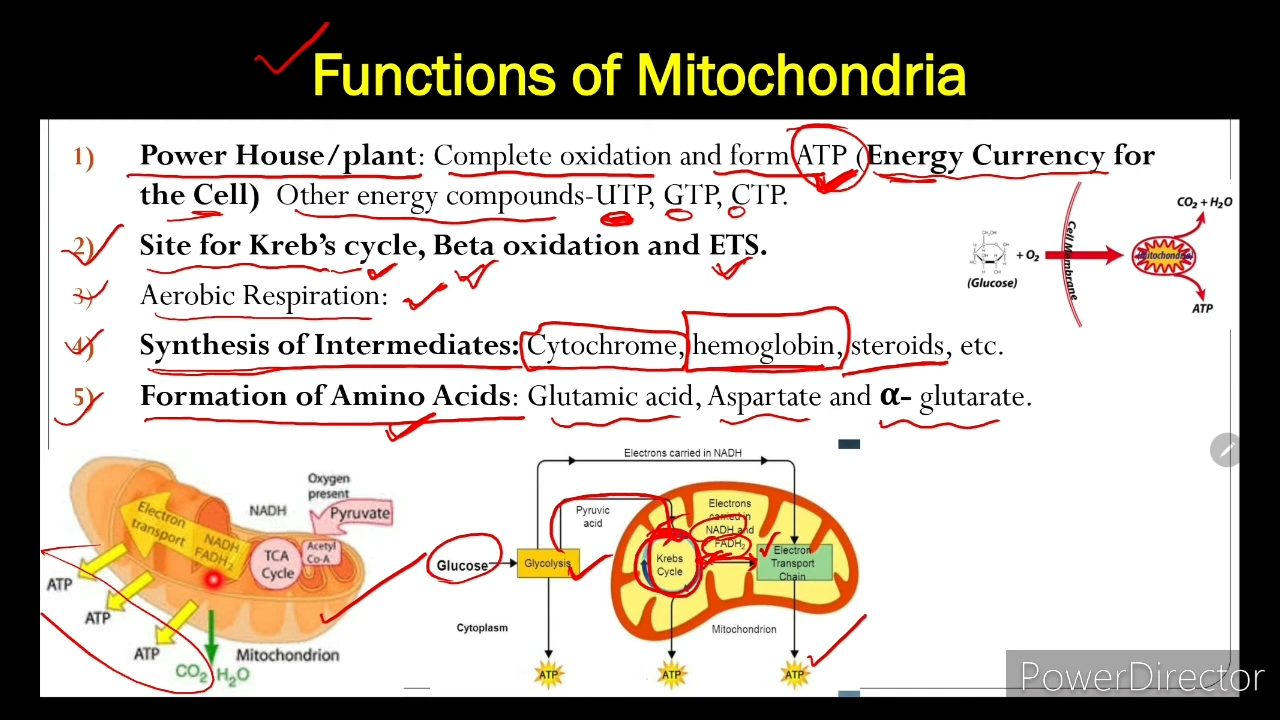 Functions of Mitochondria
1) Power House/plant: Complete oxidation and form ATP (Energy Currency for
the Cell) Other energy compounds-UTP, GTP, CTP.
2) Site for Kreb's cycle, Beta oxidation and ETS.
3) Aerobic Respiration:
4) Synthesis of Intermediates: Cytochrome, hemoglobin, steroids, etc.
5) Formation of Amino Acids: Glutamic acid, Aspartate and α- glutarate.
CO2 + H2O
Cell Membrane
+ O2
(Mitochondria)
(Glucose)
ATP
Oxygen
present
NADH
Pyruvate
Electron
transport
NADH
FADH2
TCA
Cycle
Acetyl
Co-A
ATP
ATP
ATP
CO2 H2O
Mitochondrion
Electrons carried in NADH
Pyruvic
acid
Electrons
carried in
NADH and
FADH2
Glucose
Glycolysis
Krebs
Cycle
Electron
Transport
Chain
Cytoplasm
Mitochondrion
ATP
ATP
ATP
PowerDirector